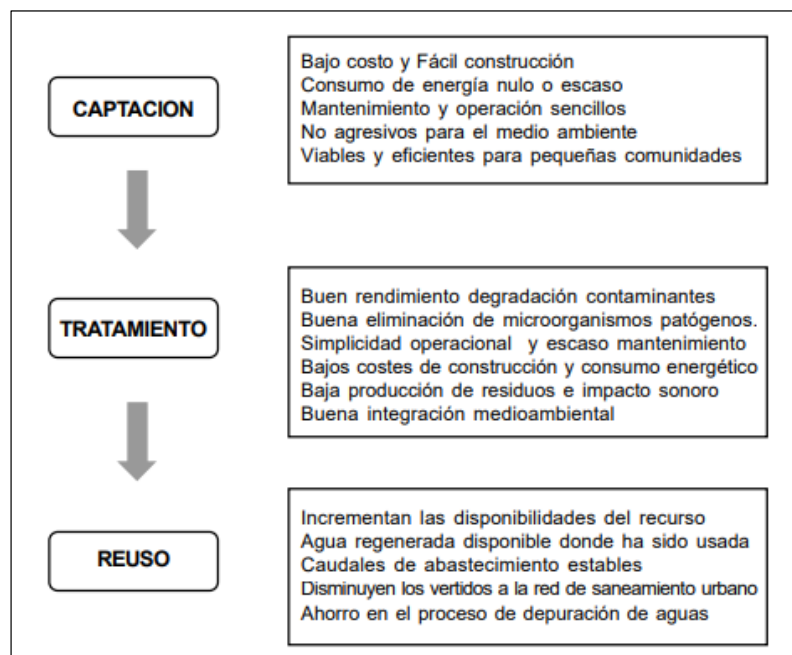 CAPTACION
Bajo costo y Fácil construcción
Consumo de energía nulo o escaso
Mantenimiento y operación sencillos
No agresivos para el medio ambiente
Viables y eficientes para pequeñas comunidades
TRATAMIENTO
Buen rendimiento degradación contaminantes
Buena eliminación de microorganismos patógenos.
Simplicidad operacional y escaso mantenimiento
Bajos costes de construcción y consumo energético
Baja producción de residuos e impacto sonoro
Buena integración medioambiental
REUSO
Incrementan las disponibilidades del recurso
Agua regenerada disponible donde ha sido usada
Caudales de abastecimiento estables
Disminuyen los vertidos a la red de saneamiento urbano
Ahorro en el proceso de depuración de aguas